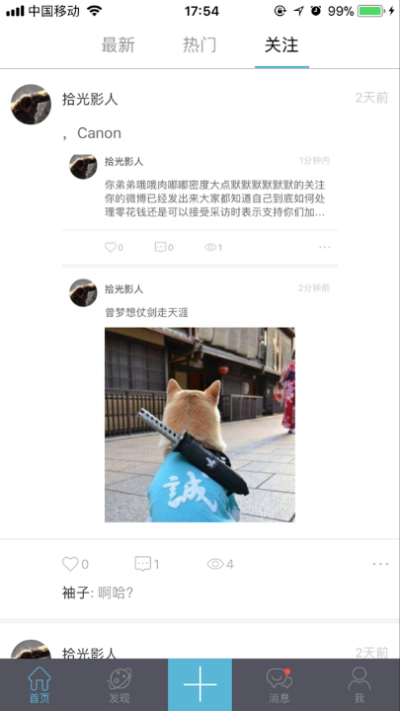 中国移动 17:54 99%
最新 热门 关注
拾光影人 2天前
，Canon
拾光影人 1分钟内
你弟弟哦哦肉嘟嘟密度大点默默默默默默的关注
你的微博已经发出来大家都知道自己到底如何处
理零花钱还是可以接受采访时表示支持你们加...
0 0 0
拾光影人 2分钟前
曾梦想仗剑走天涯
誠
0 1 4
袖子: 啊哈?
拾光影人 2天前
首页 发现 消息 我